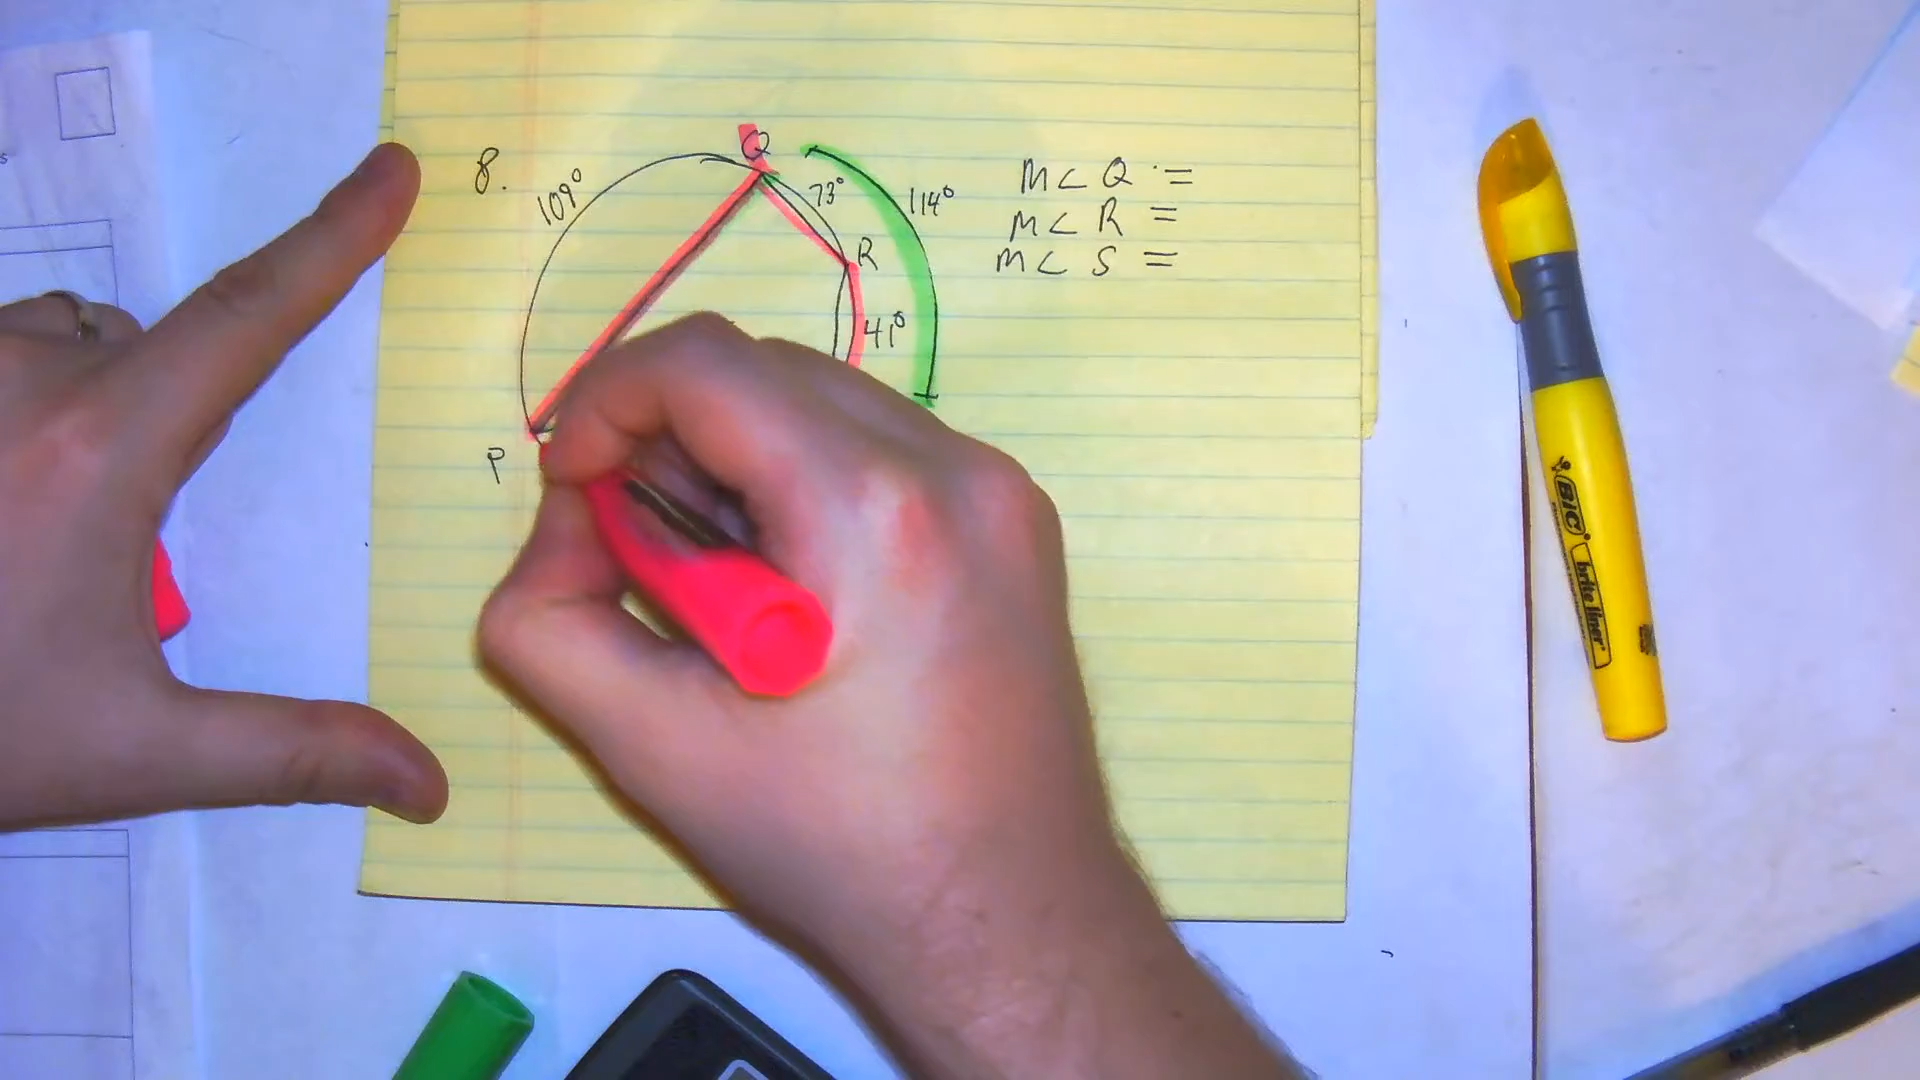 8.
109°
Q
73°
114°
R
41°
P
m< Q =
m< R =
m< S =
BIC
brite liner
s